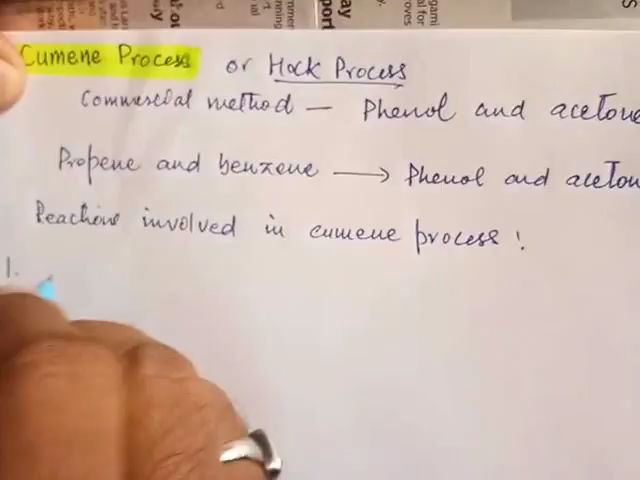 Cumene Process or Hock Process
Commercial method — Phenol and acetone
Propene and benzene → Phenol and aceton
Reactions involved in cumene process :
1.